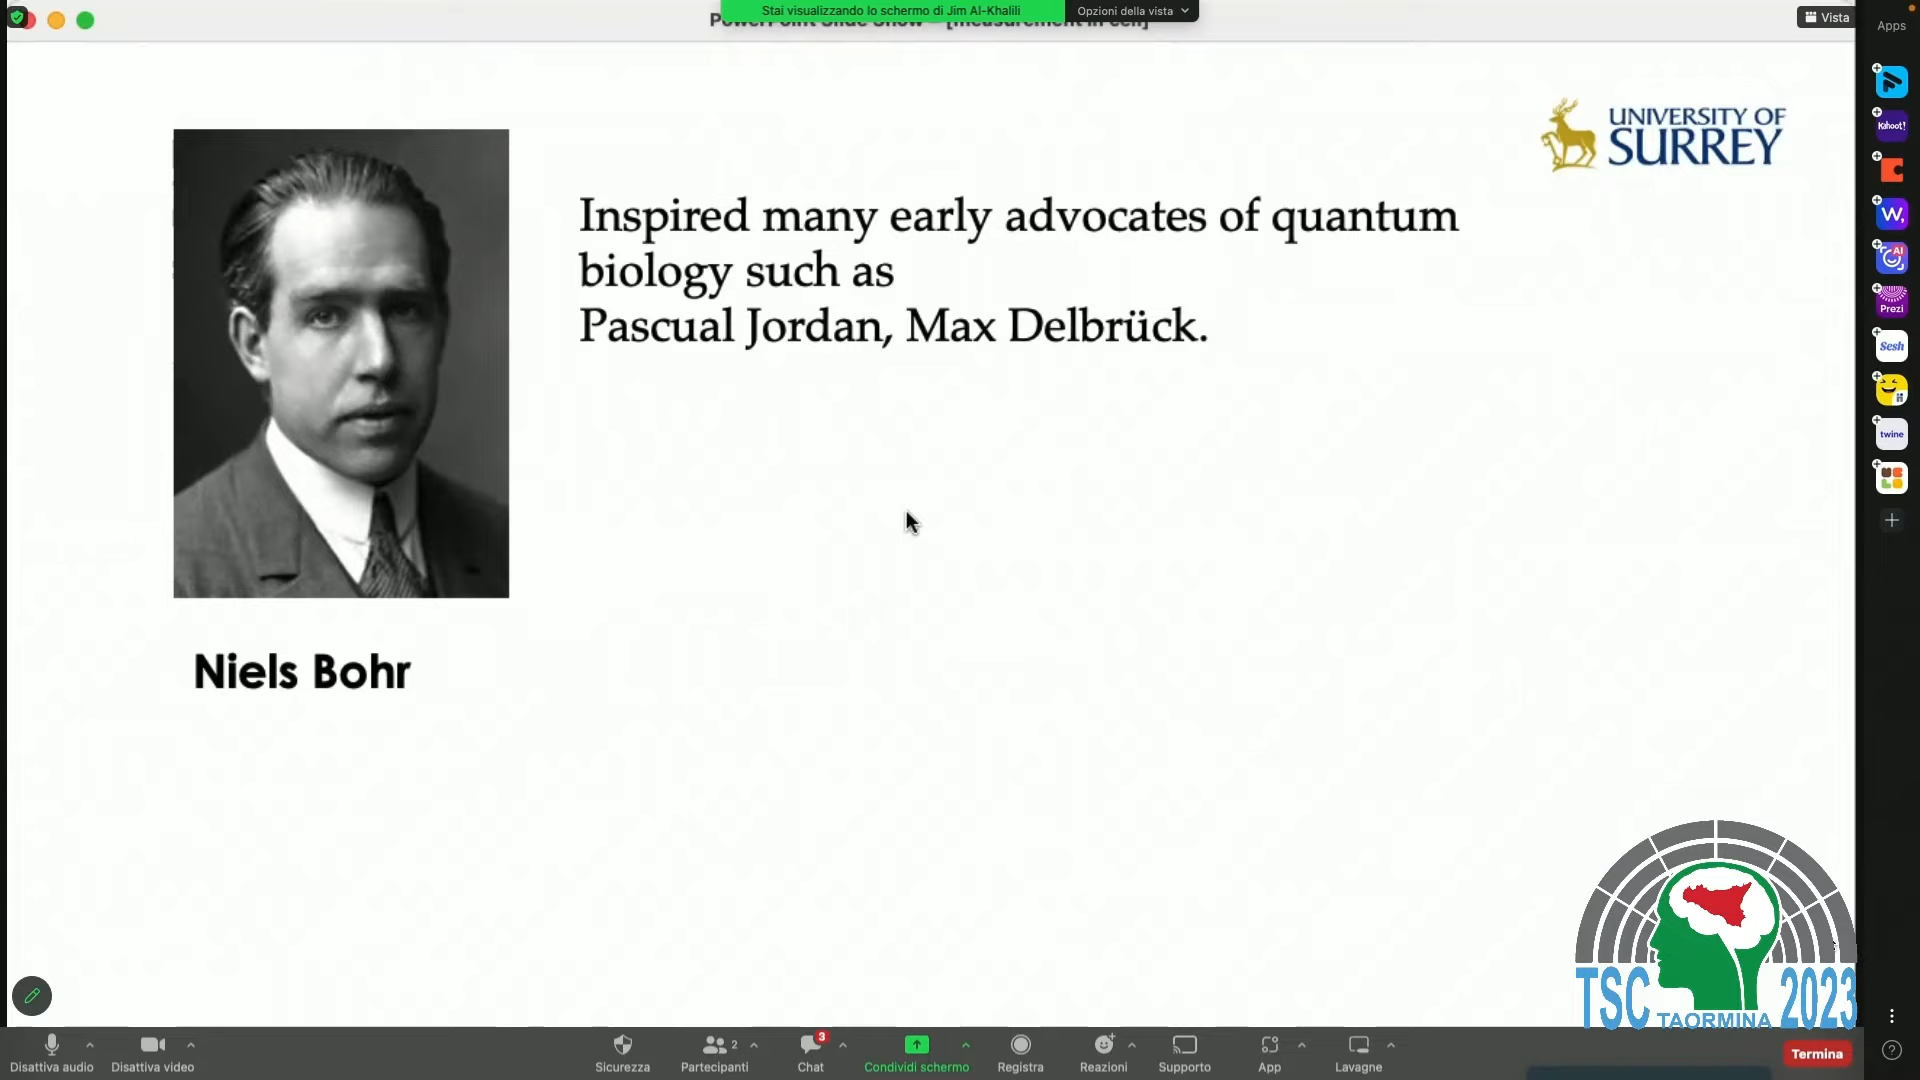 Stai visualizzando lo schermo di Jim Al-Khalili
Opzioni della vista
Vista
Apps
UNIVERSITY OF
SURREY
Inspired many early advocates of quantum
biology such as
Pascual Jordan, Max Delbrück.
Niels Bohr
Kahoot!
W,
AI
Prezi
Sesh
twine
TSC 2023
TAORMINA
Disattiva audio
Disattiva video
Sicurezza
Partecipanti
2
Chat
3
Condividi schermo
Registra
Reazioni
Supporto
App
Lavagne
Termina